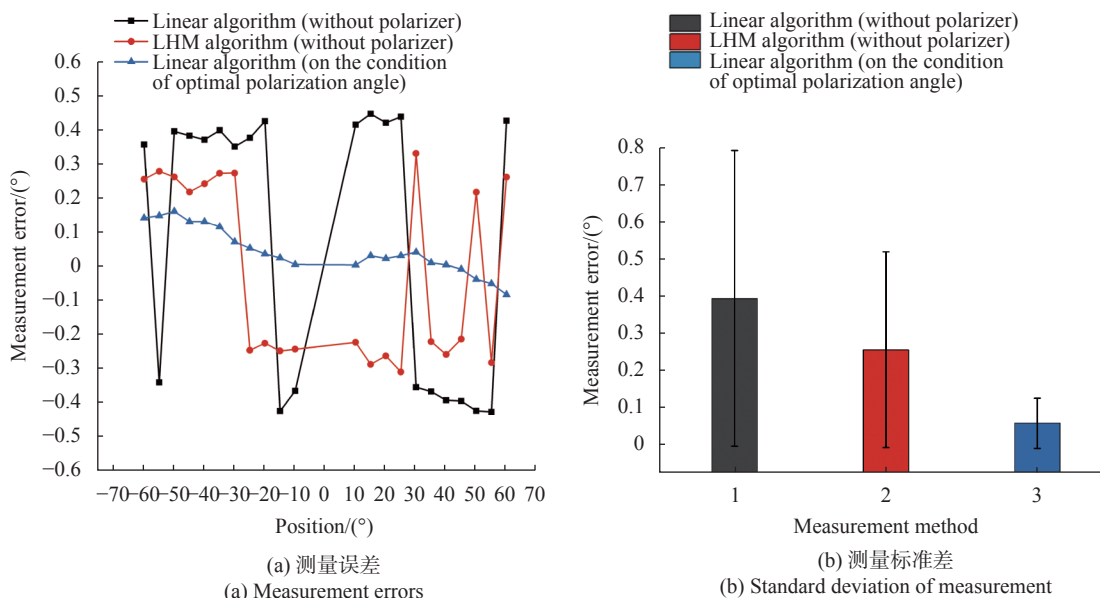 Linear algorithm (without polarizer)
LHM algorithm (without polarizer)
Linear algorithm (on the condition
of optimal polarization angle)
0.6
0.5
0.4
0.3
0.2
0.1
0
−0.1
−0.2
−0.3
−0.4
−0.5
−0.6
Measurement error/(°)
−70 −60 −50 −40 −30 −20 −10 0 10 20 30 40 50 60 70
Position/(°)
(a) 测量误差
(a) Measurement errors
Linear algorithm (without polarizer)
LHM algorithm (without polarizer)
Linear algorithm (on the condition
of optimal polarization angle)
0.8
0.7
0.6
0.5
0.4
0.3
0.2
0.1
0
Measurement error/(°)
1 2 3
Measurement method
(b) 测量标准差
(b) Standard deviation of measurement